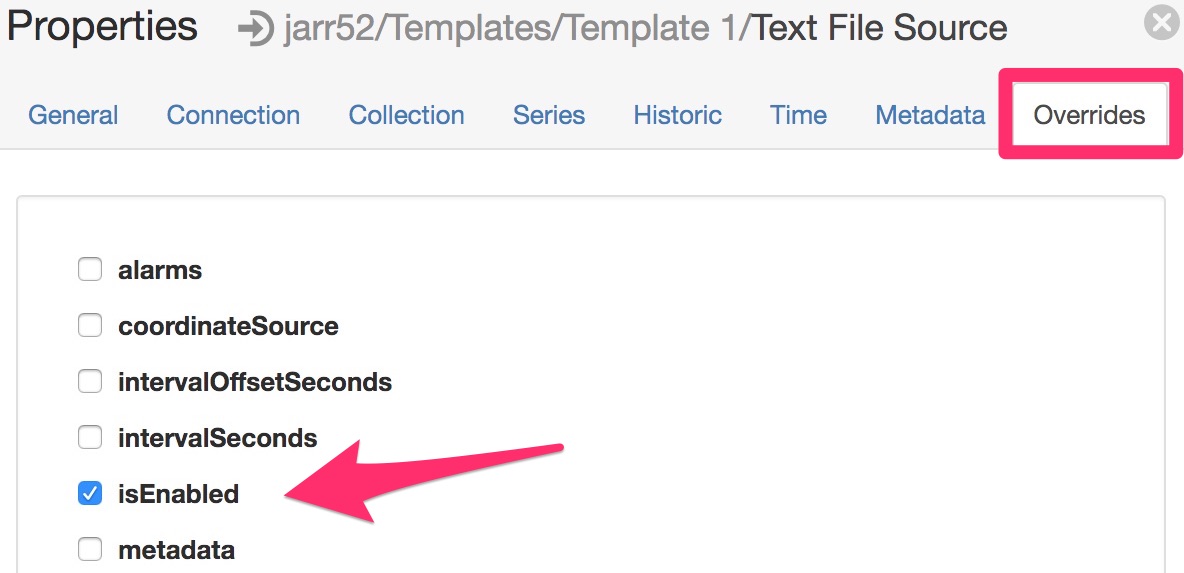 Properties jarr52/Templates/Template 1/Text File Source
General Connection Collection Series Historic Time Metadata Overrides
alarms
coordinateSource
intervalOffsetSeconds
intervalSeconds
isEnabled
metadata